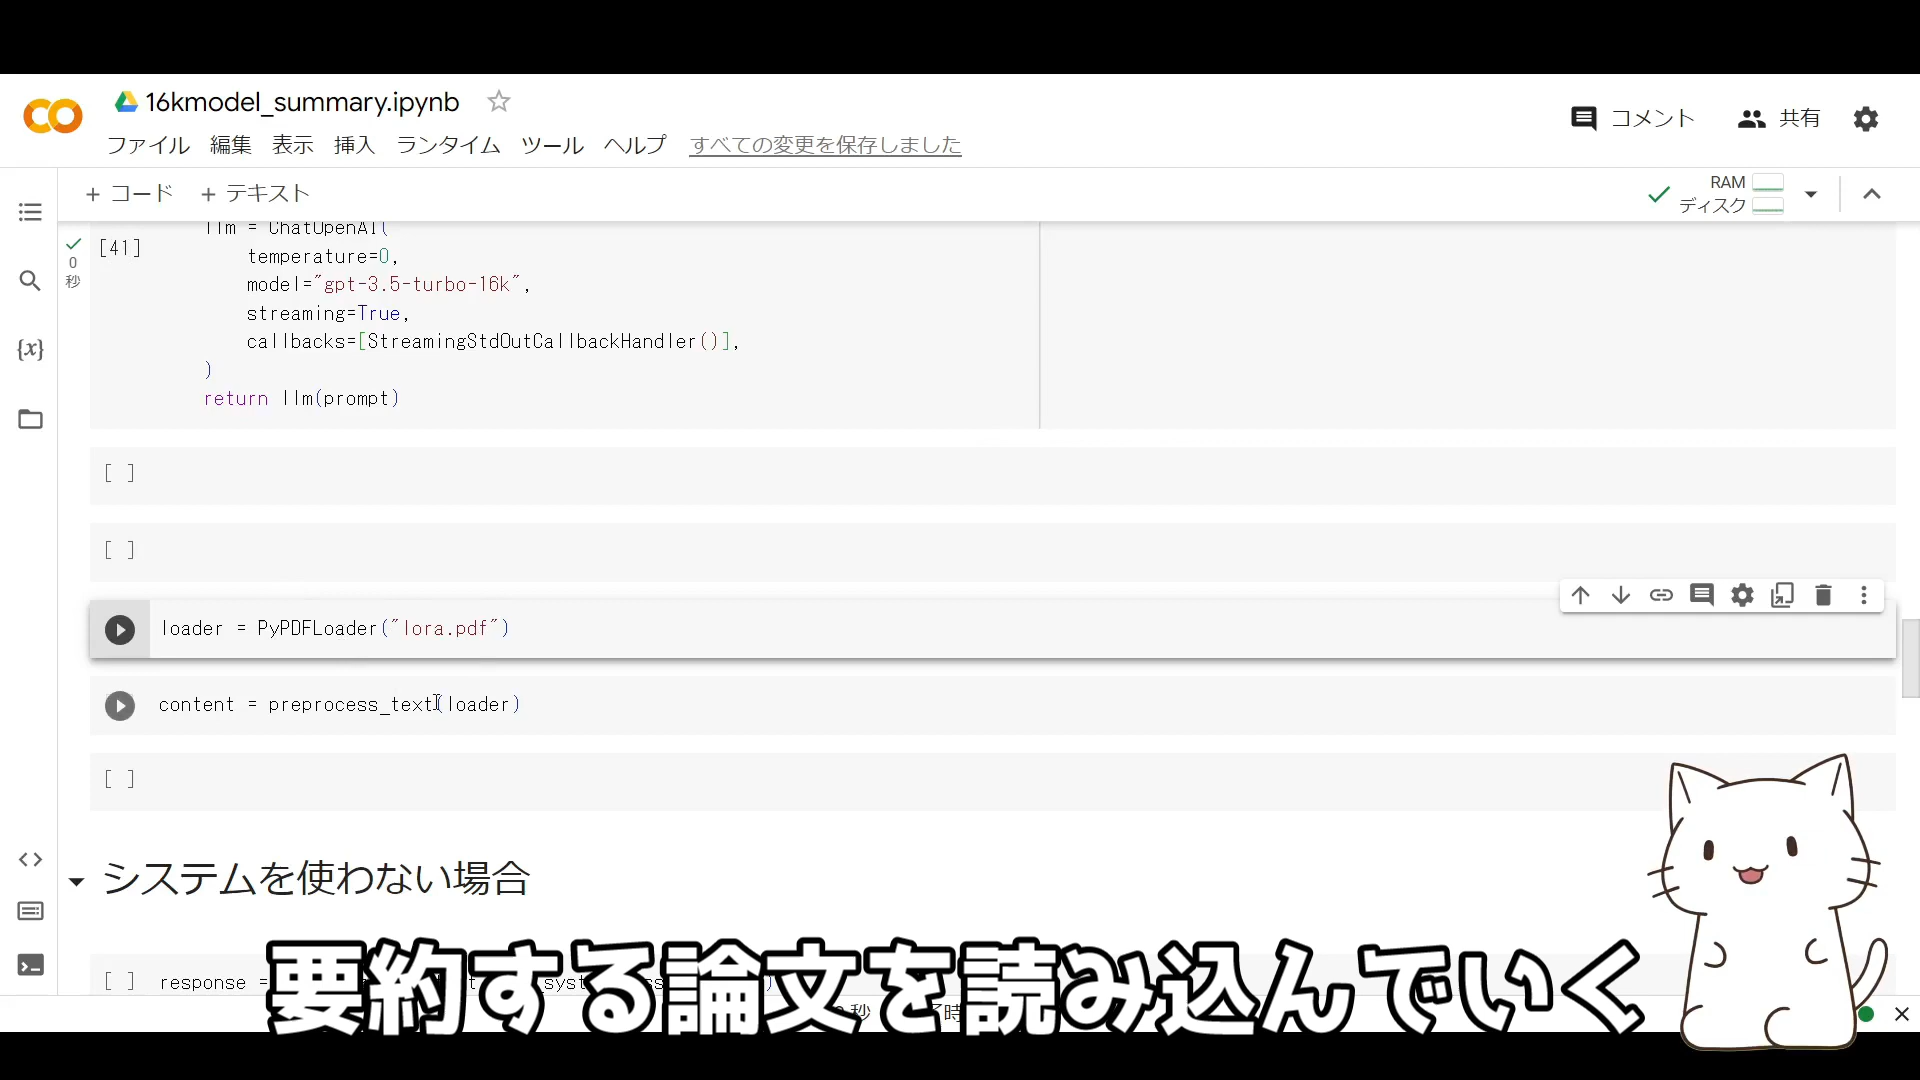 16kmodel_summary.ipynb
コメント
共有
ファイル 編集 表示 挿入 ランタイム ツール ヘルプ すべての変更を保存しました
+ コード + テキスト
RAM
ディスク
[41]
0
秒
llm = ChatOpenAI(
temperature=0,
model="gpt-3.5-turbo-16k",
streaming=True,
callbacks=[StreamingStdOutCallbackHandler()],
)
return llm(prompt)
[ ]
[ ]
loader = PyPDFLoader("lora.pdf")
content = preprocess_text(loader)
[ ]
システムを使わない場合
[ ] response =
要約する論文を読み込んでいく